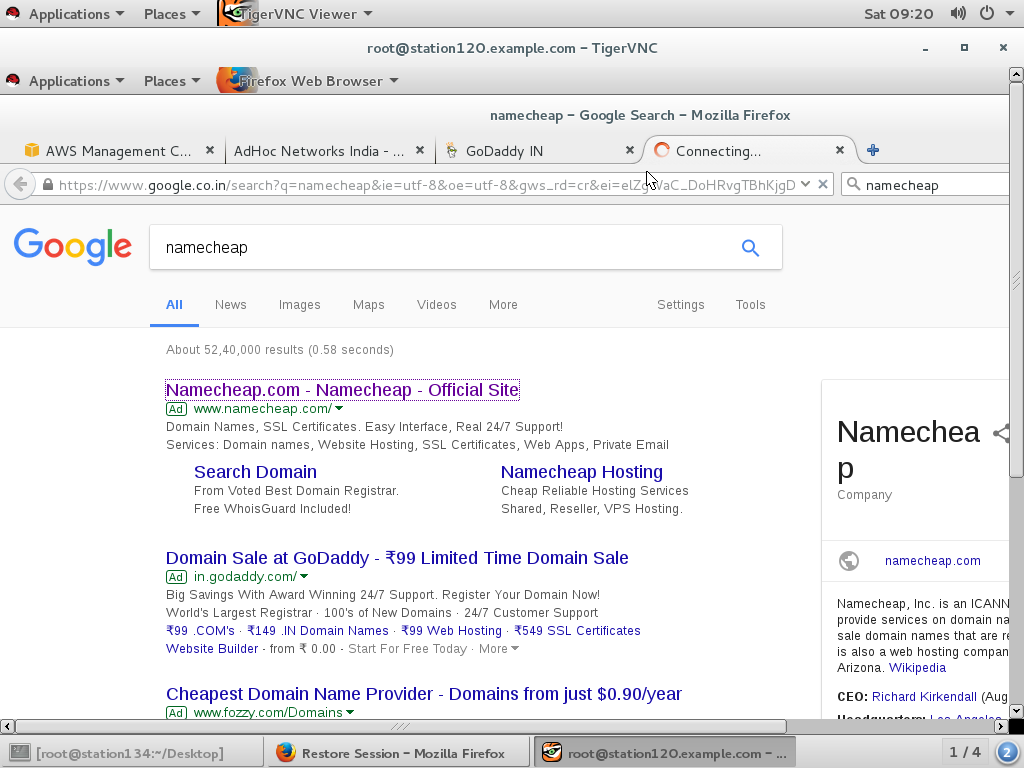 Applications Places TigerVNC Viewer Sat 09:20
root@station120.example.com - TigerVNC
Applications Places Firefox Web Browser
namecheap - Google Search - Mozilla Firefox
AWS Management C... AdHoc Networks India - ... GoDaddy IN Connecting...
https://www.google.co.in/search?q=namecheap&ie=utf-8&oe=utf-8&gws_rd=cr&ei=elZgWaC_DoHRvgTBhKjgD namecheap
Google namecheap
All News Images Maps Videos More Settings Tools
About 52,40,000 results (0.58 seconds)
Namecheap.com - Namecheap - Official Site
Ad www.namecheap.com/
Domain Names, SSL Certificates. Easy Interface, Real 24/7 Support!
Services: Domain names, Website Hosting, SSL Certificates, Web Apps, Private Email
Search Domain Namecheap Hosting
From Voted Best Domain Registrar. Cheap Reliable Hosting Services
Free WhoisGuard Included! Shared, Reseller, VPS Hosting.
Domain Sale at GoDaddy - ₹99 Limited Time Domain Sale
Ad in.godaddy.com/
Big Savings With Award Winning 24/7 Support. Register Your Domain Now!
World's Largest Registrar · 100's of New Domains · 24/7 Customer Support
₹99 .COM's · ₹149 .IN Domain Names · ₹99 Web Hosting · ₹549 SSL Certificates
Website Builder - from ₹ 0.00 - Start For Free Today · More
Cheapest Domain Name Provider - Domains from just $0.90/year
Ad www.fozzy.com/Domains
Namechea
p
Company
namecheap.com
Namecheap, Inc. is an ICANN
provide services on domain na
sale domain names that are re
is also a web hosting compan
Arizona. Wikipedia
CEO: Richard Kirkendall (Aug
Headquarters: Los Angeles
[root@station134:~/Desktop] Restore Session - Mozilla Firefox root@station120.example.com - ... 1 / 4 2